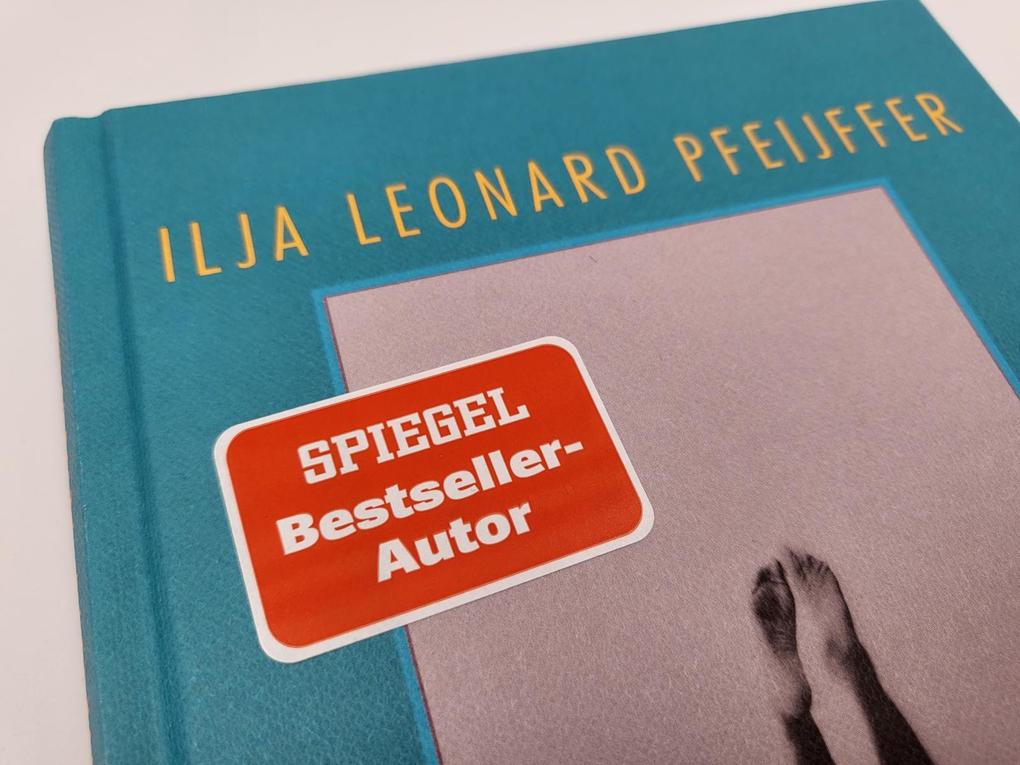 ILJA LEONARD PFEIJFFER
SPIEGEL
Bestseller-
Autor